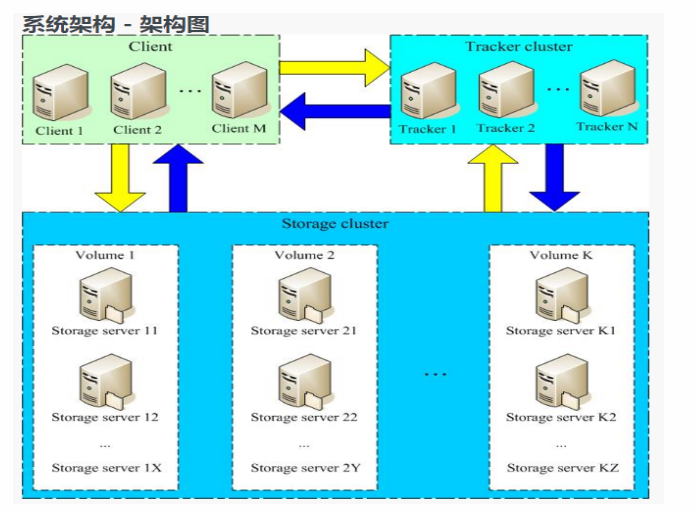 系统架构 - 架构图
Client
Tracker cluster
...
...
Client 1
Client 2
Client M
Tracker 1
Tracker 2
Tracker N
Storage cluster
Volume 1
Volume 2
Volume K
Storage server 11
Storage server 21
Storage server K1
...
Storage server 12
Storage server 22
Storage server K2
...
...
...
Storage server 1X
Storage server 2Y
Storage server KZ